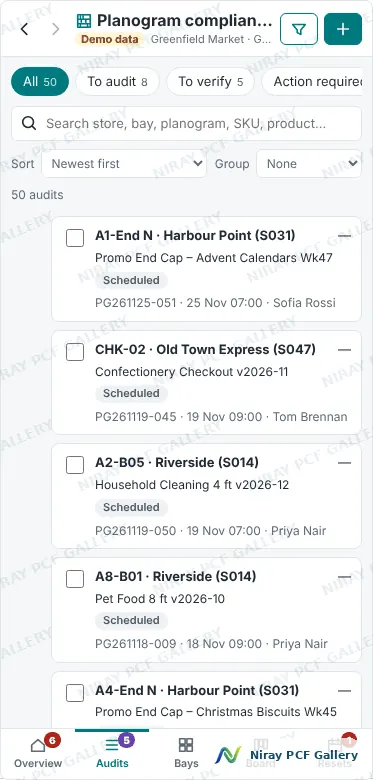 Planogram complian...
Demo data Greenfield Market · G...
All 50 To audit 8 To verify 5 Action required
Search store, bay, planogram, SKU, product...
Sort Newest first Group None
50 audits
A1-End N · Harbour Point (S031) —
Promo End Cap – Advent Calendars Wk47
Scheduled
PG261125-051 · 25 Nov 07:00 · Sofia Rossi
CHK-02 · Old Town Express (S047) —
Confectionery Checkout v2026-11
Scheduled
PG261119-045 · 19 Nov 09:00 · Tom Brennan
A2-B05 · Riverside (S014) —
Household Cleaning 4 ft v2026-12
Scheduled
PG261119-050 · 19 Nov 07:00 · Priya Nair
A8-B01 · Riverside (S014) —
Pet Food 8 ft v2026-10
Scheduled
PG261118-009 · 18 Nov 09:00 · Priya Nair
A4-End N · Harbour Point (S031) —
Promo End Cap – Christmas Biscuits Wk45
6 5 1
Overview Audits Bays Board Resets
Niray PCF Gallery
NIRAY PCF GALLERY